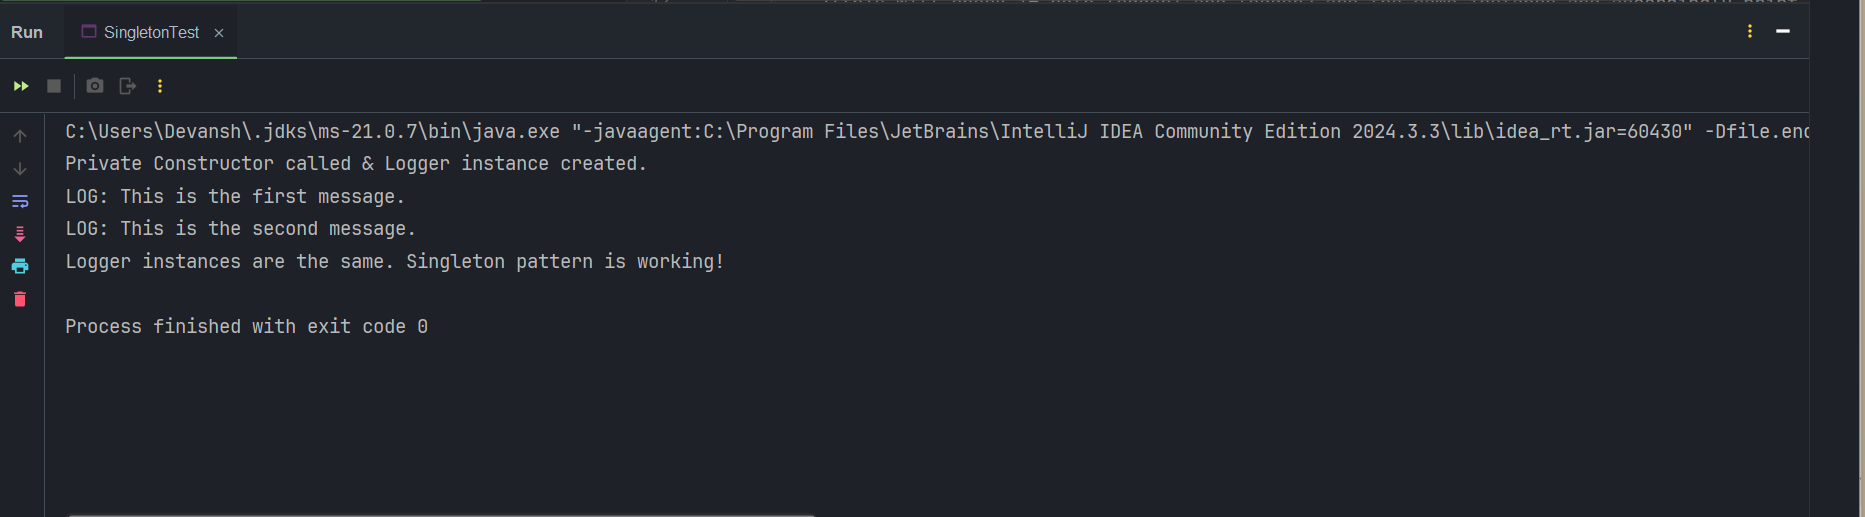 Run SingletonTest
C:\Users\Devansh\.jdks\ms-21.0.7\bin\java.exe "-javaagent:C:\Program Files\JetBrains\IntelliJ IDEA Community Edition 2024.3.3\lib\idea_rt.jar=60430" -Dfile.enc
Private Constructor called & Logger instance created.
LOG: This is the first message.
LOG: This is the second message.
Logger instances are the same. Singleton pattern is working!
Process finished with exit code 0